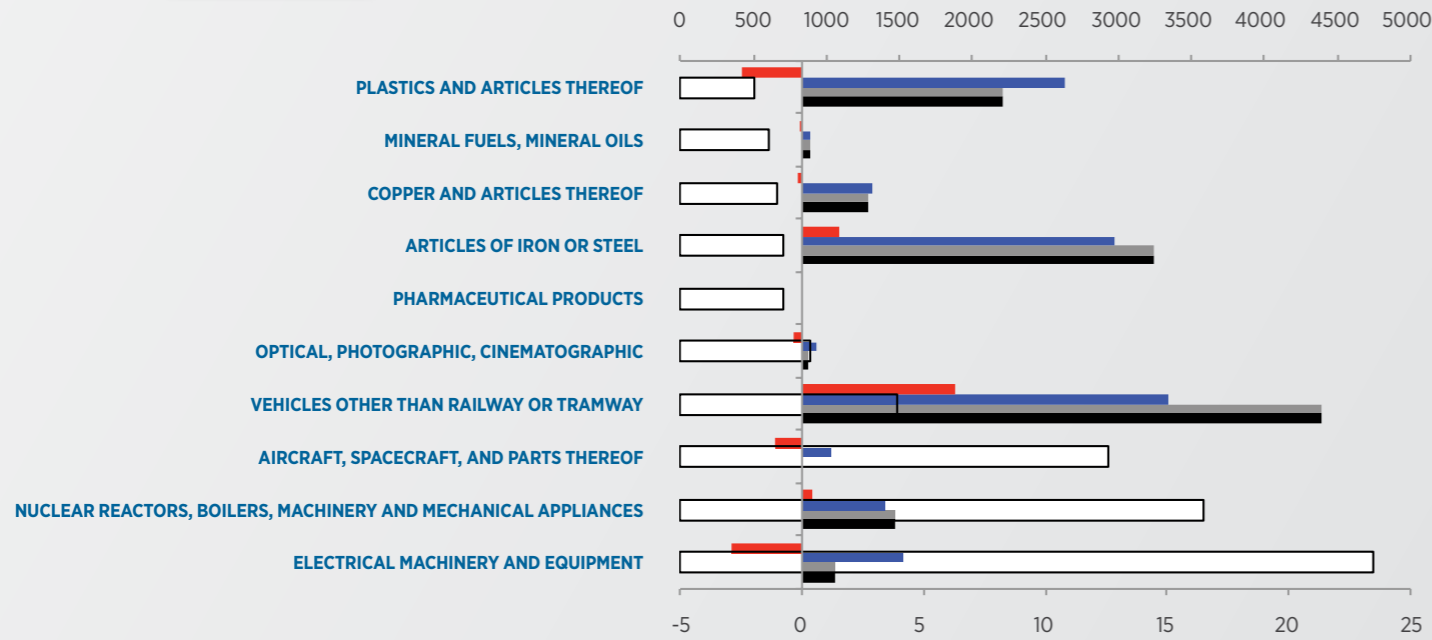 0 500 1000 1500 2000 2500 3000 3500 4000 4500 5000
PLASTICS AND ARTICLES THEREOF
MINERAL FUELS, MINERAL OILS
COPPER AND ARTICLES THEREOF
ARTICLES OF IRON OR STEEL
PHARMACEUTICAL PRODUCTS
OPTICAL, PHOTOGRAPHIC, CINEMATOGRAPHIC
VEHICLES OTHER THAN RAILWAY OR TRAMWAY
AIRCRAFT, SPACECRAFT, AND PARTS THEREOF
NUCLEAR REACTORS, BOILERS, MACHINERY AND MECHANICAL APPLIANCES
ELECTRICAL MACHINERY AND EQUIPMENT
-5 0 5 10 15 20 25